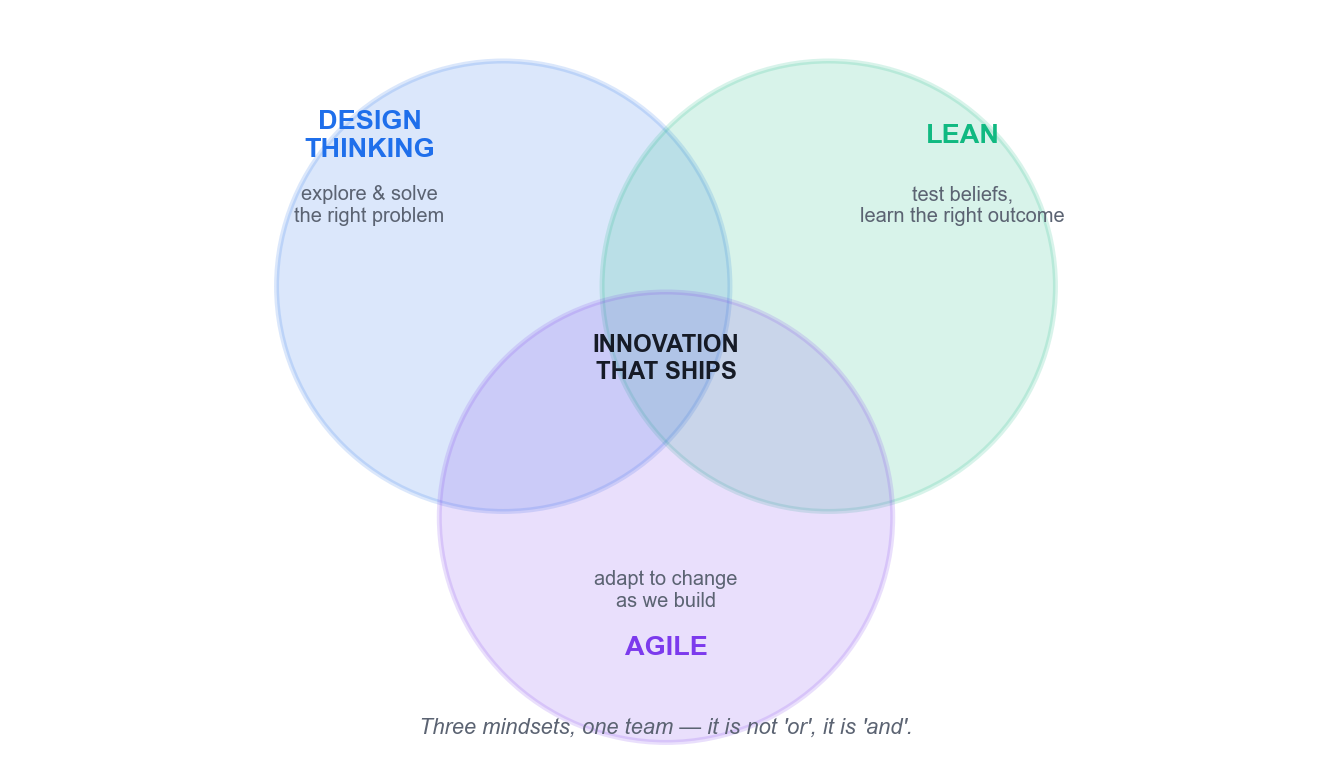 DESIGN
THINKING
explore & solve
the right problem
LEAN
test beliefs,
learn the right outcome
INNOVATION
THAT SHIPS
adapt to change
as we build
AGILE
Three mindsets, one team — it is not 'or', it is 'and'.